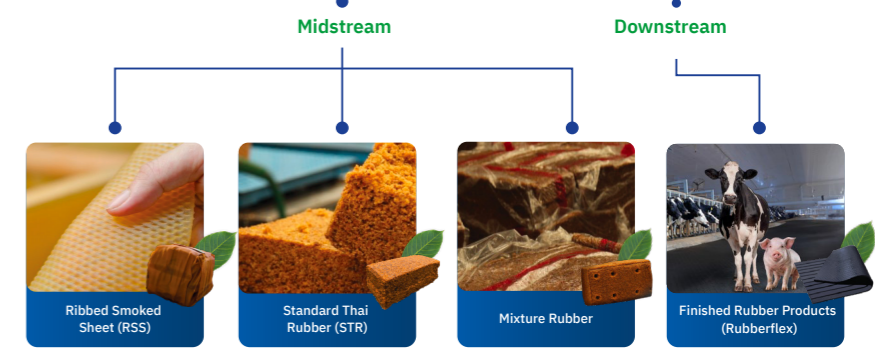 Midstream
Downstream
Ribbed Smoked
Sheet (RSS)
Standard Thai
Rubber (STR)
Mixture Rubber
Finished Rubber Products
(Rubberflex)